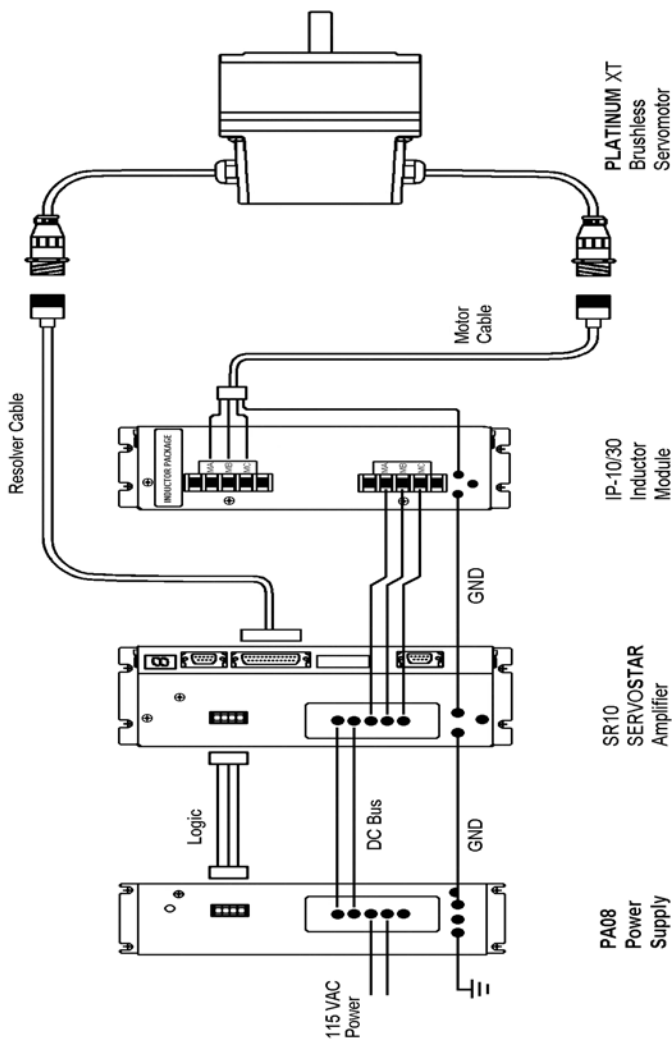 Resolver Cable
Motor
Cable
INDUCTOR PACKAGE
MA
MB
MC
MA
MB
MC
8
Logic
DC Bus
GND
GND
115 VAC
Power
PA08
Power
Supply
SR10
SERVOSTAR
Amplifier
IP-10/30
Inductor
Module
PLATINUM XT
Brushless
Servomotor